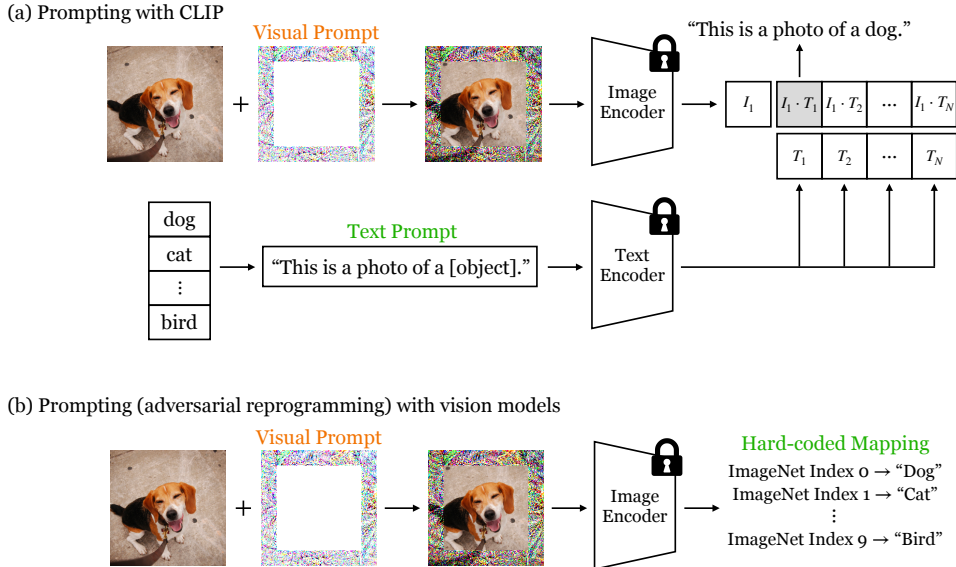 (a) Prompting with CLIP
Visual Prompt
"This is a photo of a dog."
+
Image
Encoder
I₁
I₁ · T₁
I₁ · T₂
...
I₁ · T_N
T₁
T₂
...
T_N
dog
cat
⋮
bird
Text Prompt
"This is a photo of a [object]."
Text
Encoder
(b) Prompting (adversarial reprogramming) with vision models
Visual Prompt
+
Image
Encoder
Hard-coded Mapping
ImageNet Index 0 → "Dog"
ImageNet Index 1 → "Cat"
⋮
ImageNet Index 9 → "Bird"